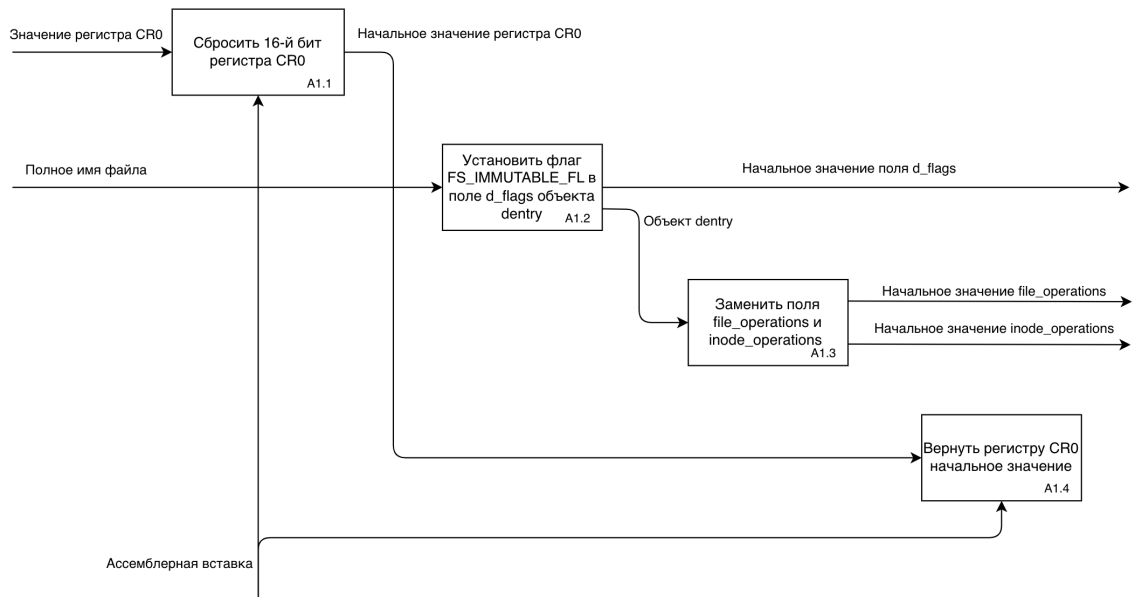 Значение регистра CR0
Сбросить 16-й бит
регистра CR0
A1.1
Начальное значение регистра CR0
Полное имя файла
Установить флаг
FS_IMMUTABLE_FL в
поле d_flags объекта
dentry
A1.2
Начальное значение поля d_flags
Объект dentry
Заменить поля
file_operations и
inode_operations
A1.3
Начальное значение file_operations
Начальное значение inode_operations
Вернуть регистру CR0
начальное значение
A1.4
Ассемблерная вставка